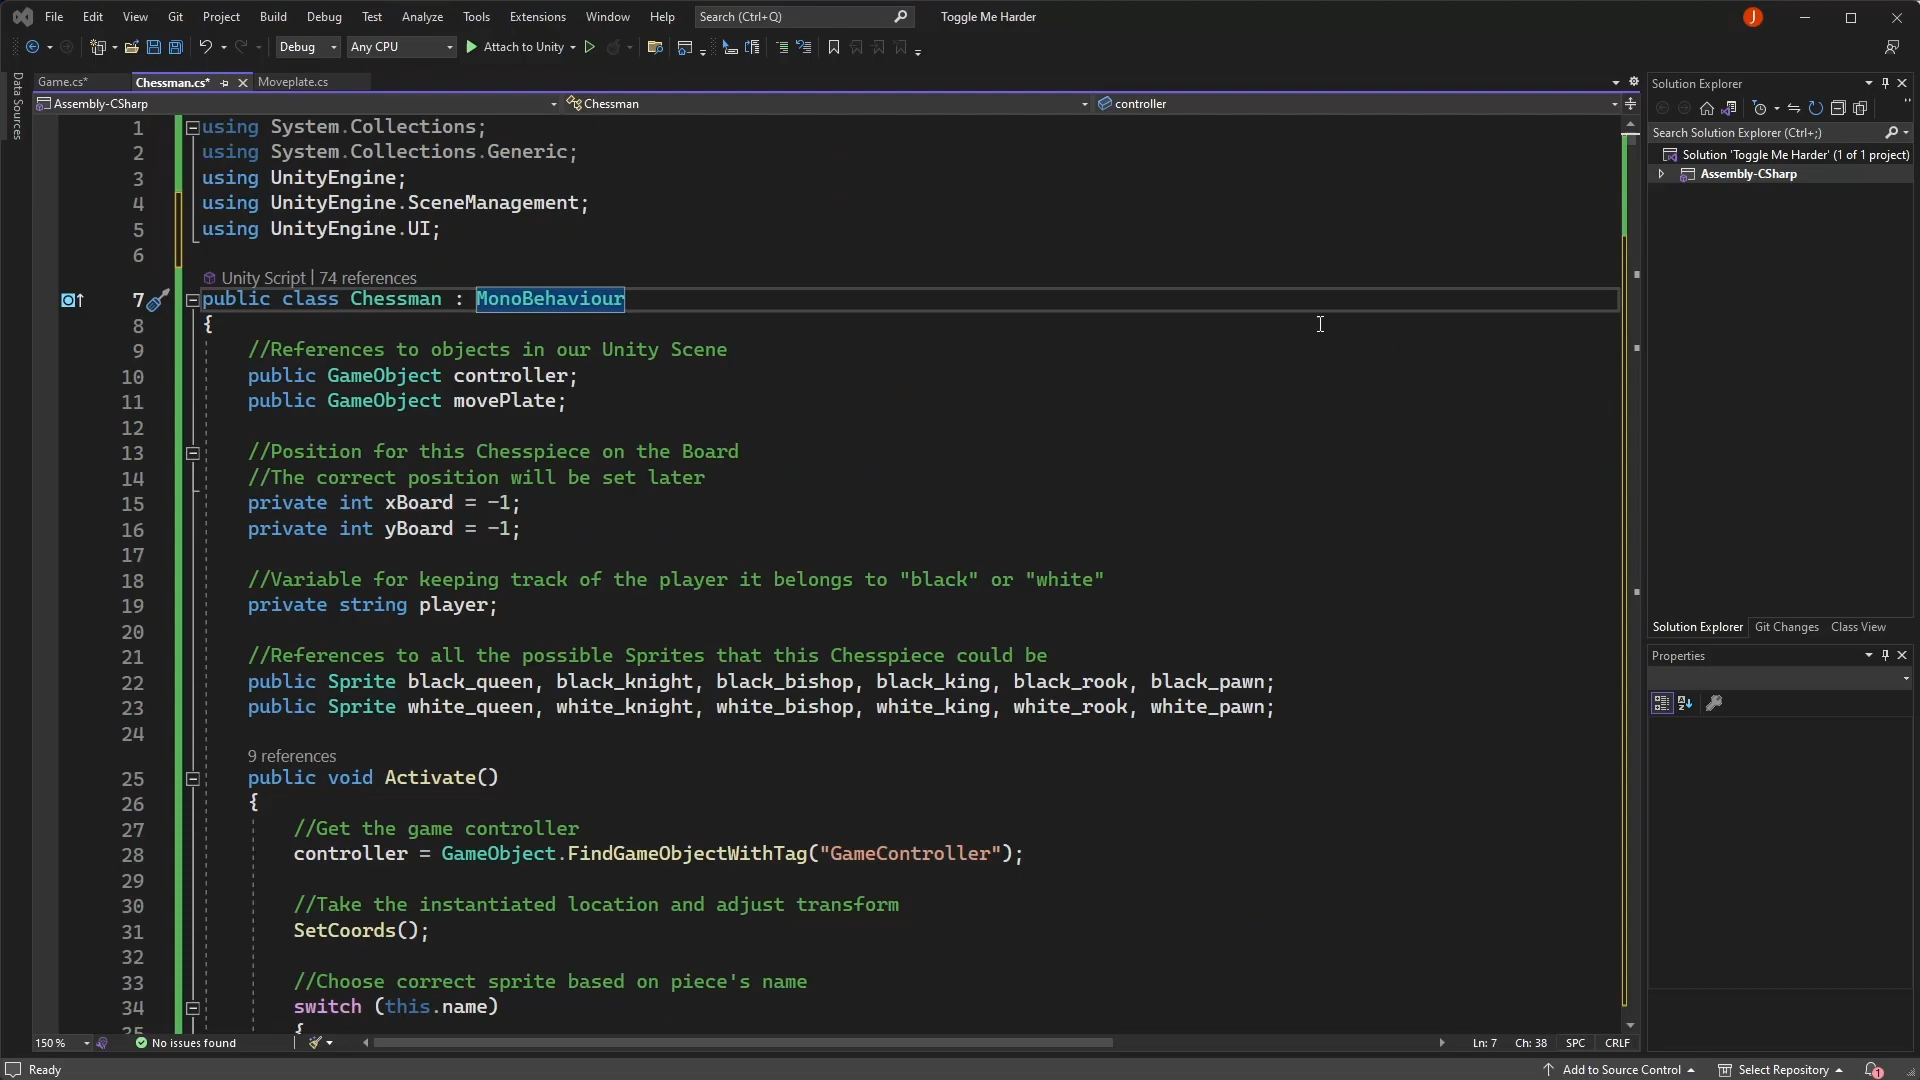 File Edit View Git Project Build Debug Test Analyze Tools Extensions Window Help Search (Ctrl+Q) Toggle Me Harder J
Debug Any CPU Attach to Unity
Game.cs* Chessman.cs* Moveplate.cs
Data Sources
Assembly-CSharp Chessman controller
1 using System.Collections;
2 using System.Collections.Generic;
3 using UnityEngine;
4 using UnityEngine.SceneManagement;
5 using UnityEngine.UI;
6
Unity Script | 74 references
7 public class Chessman : MonoBehaviour
8 {
9 //References to objects in our Unity Scene
10 public GameObject controller;
11 public GameObject movePlate;
12
13 //Position for this Chesspiece on the Board
14 //The correct position will be set later
15 private int xBoard = -1;
16 private int yBoard = -1;
17
18 //Variable for keeping track of the player it belongs to "black" or "white"
19 private string player;
20
21 //References to all the possible Sprites that this Chesspiece could be
22 public Sprite black_queen, black_knight, black_bishop, black_king, black_rook, black_pawn;
23 public Sprite white_queen, white_knight, white_bishop, white_king, white_rook, white_pawn;
24
9 references
25 public void Activate()
26 {
27 //Get the game controller
28 controller = GameObject.FindGameObjectWithTag("GameController");
29
30 //Take the instantiated location and adjust transform
31 SetCoords();
32
33 //Choose correct sprite based on piece's name
34 switch (this.name)
35 {
150 % No issues found Ln: 7 Ch: 38 SPC CRLF
Solution Explorer
Search Solution Explorer (Ctrl+;)
Solution 'Toggle Me Harder' (1 of 1 project)
Assembly-CSharp
Solution Explorer Git Changes Class View
Properties
Ready Add to Source Control Select Repository 1